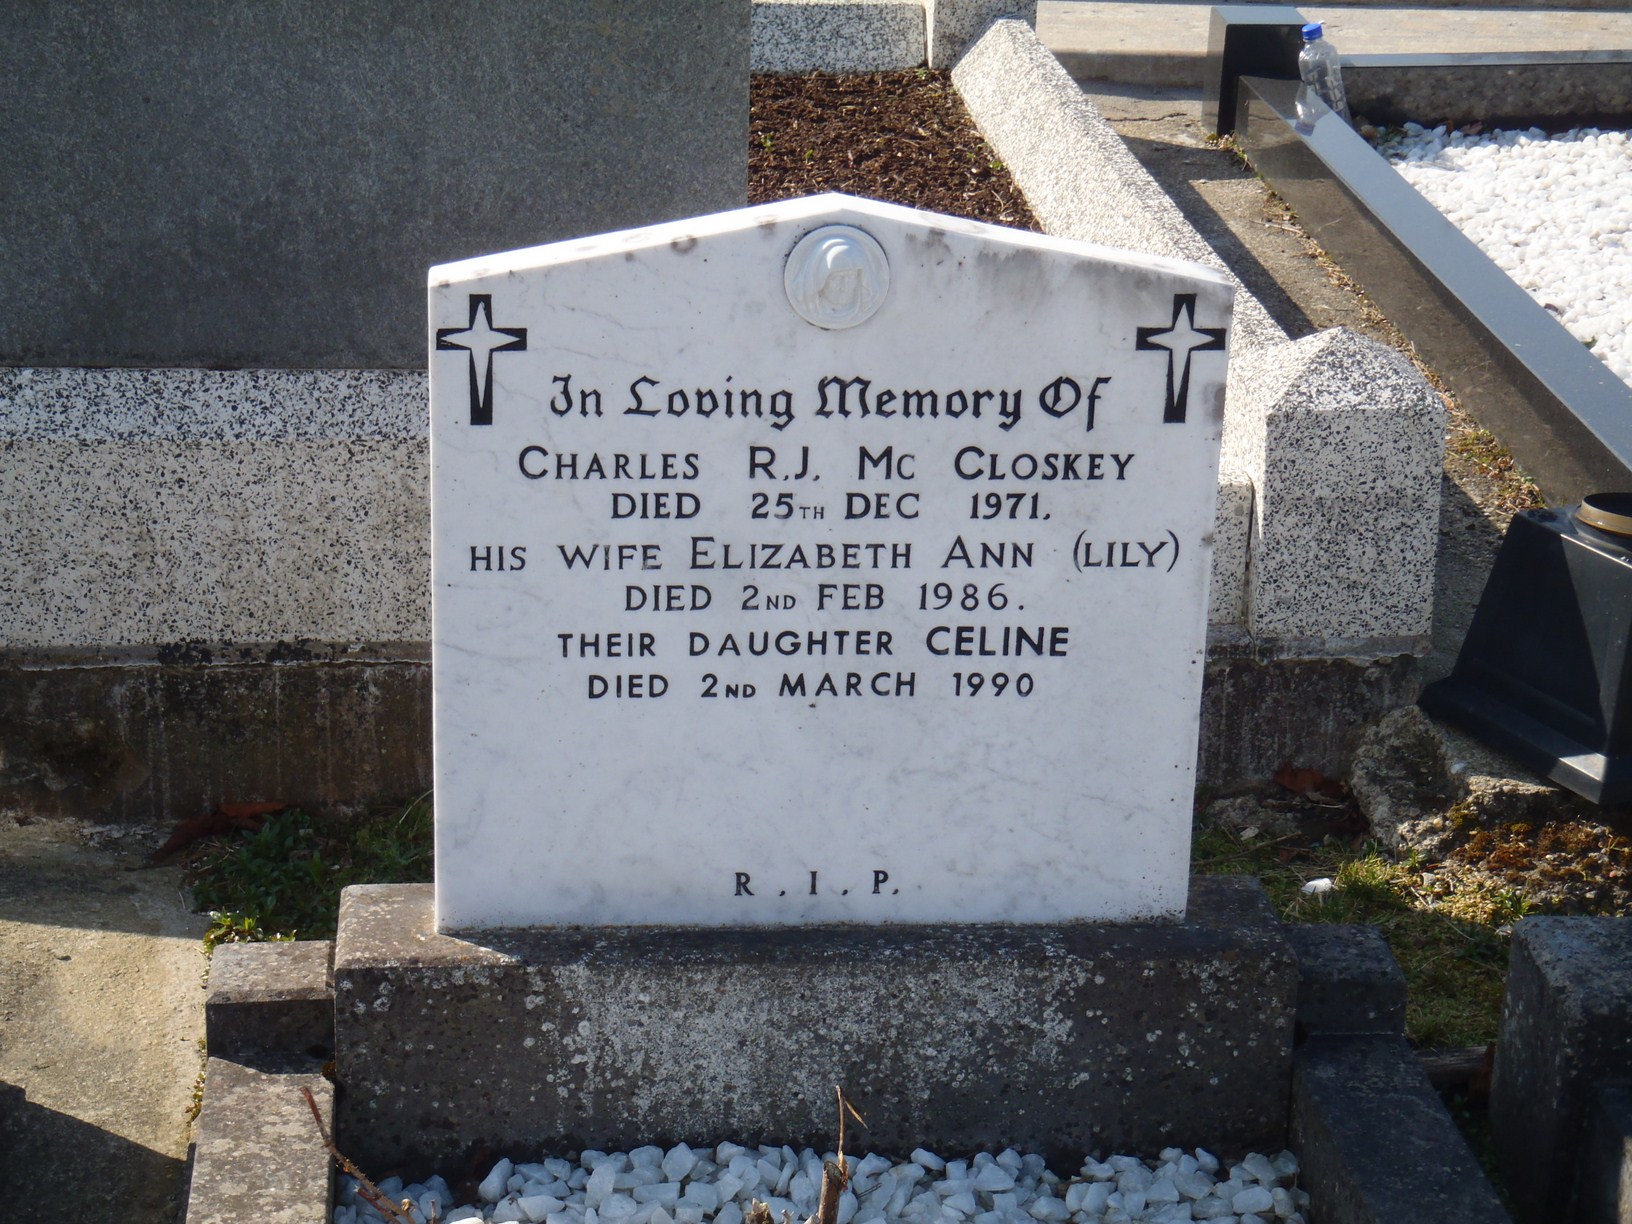 In Loving Memory Of
CHARLES R.J. MC CLOSKEY
DIED 25TH DEC 1971.
HIS WIFE ELIZABETH ANN (LILY)
DIED 2ND FEB 1986.
THEIR DAUGHTER CELINE
DIED 2ND MARCH 1990
R.I.P.